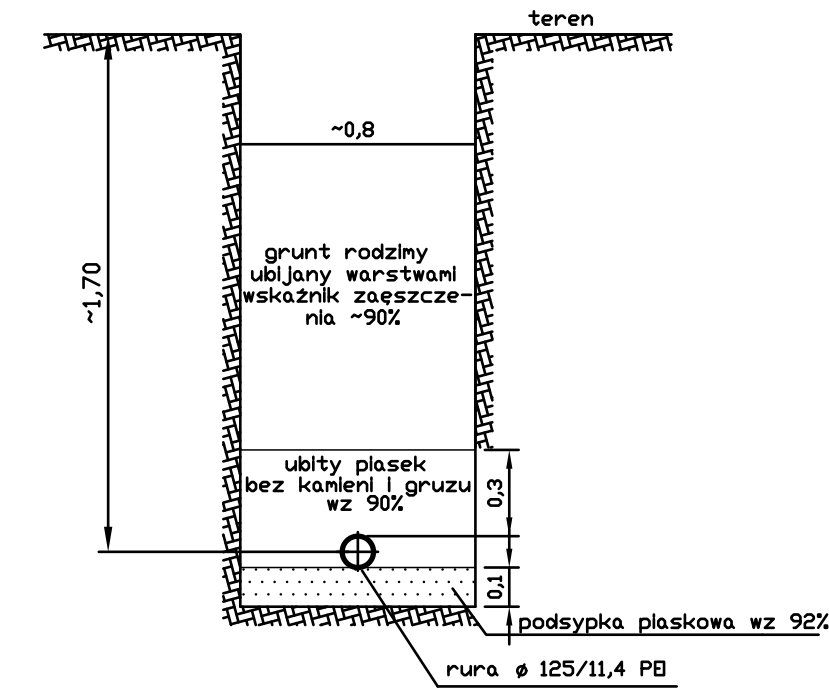 teren
~0,8
~1,70
grunt rodzimy
ubijany warstwami
wskaźnik zaęszcze-
nia ~90%
ubity piasek
bez kamieni i gruzu
wz 90%
0,3
0,1
podsypka piaskowa wz 92%
rura ø 125/11,4 PE